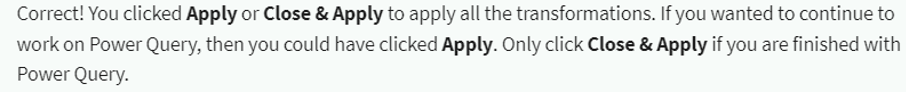 Correct! You clicked Apply or Close & Apply to apply all the transformations. If you wanted to continue to
work on Power Query, then you could have clicked Apply. Only click Close & Apply if you are finished with
Power Query.